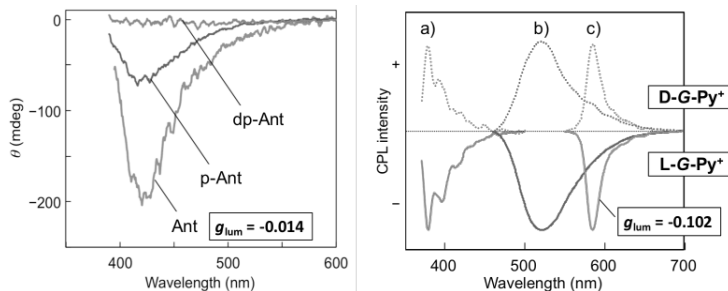 0
−100
−200
θ (mdeg)
dp-Ant
p-Ant
Ant
g_lum = -0.014
400
500
600
Wavelength (nm)
a)
b)
c)
+
−
CPL intensity
D-G-Py⁺
L-G-Py⁺
g_lum = -0.102
400
500
600
700
Wavelength (nm)